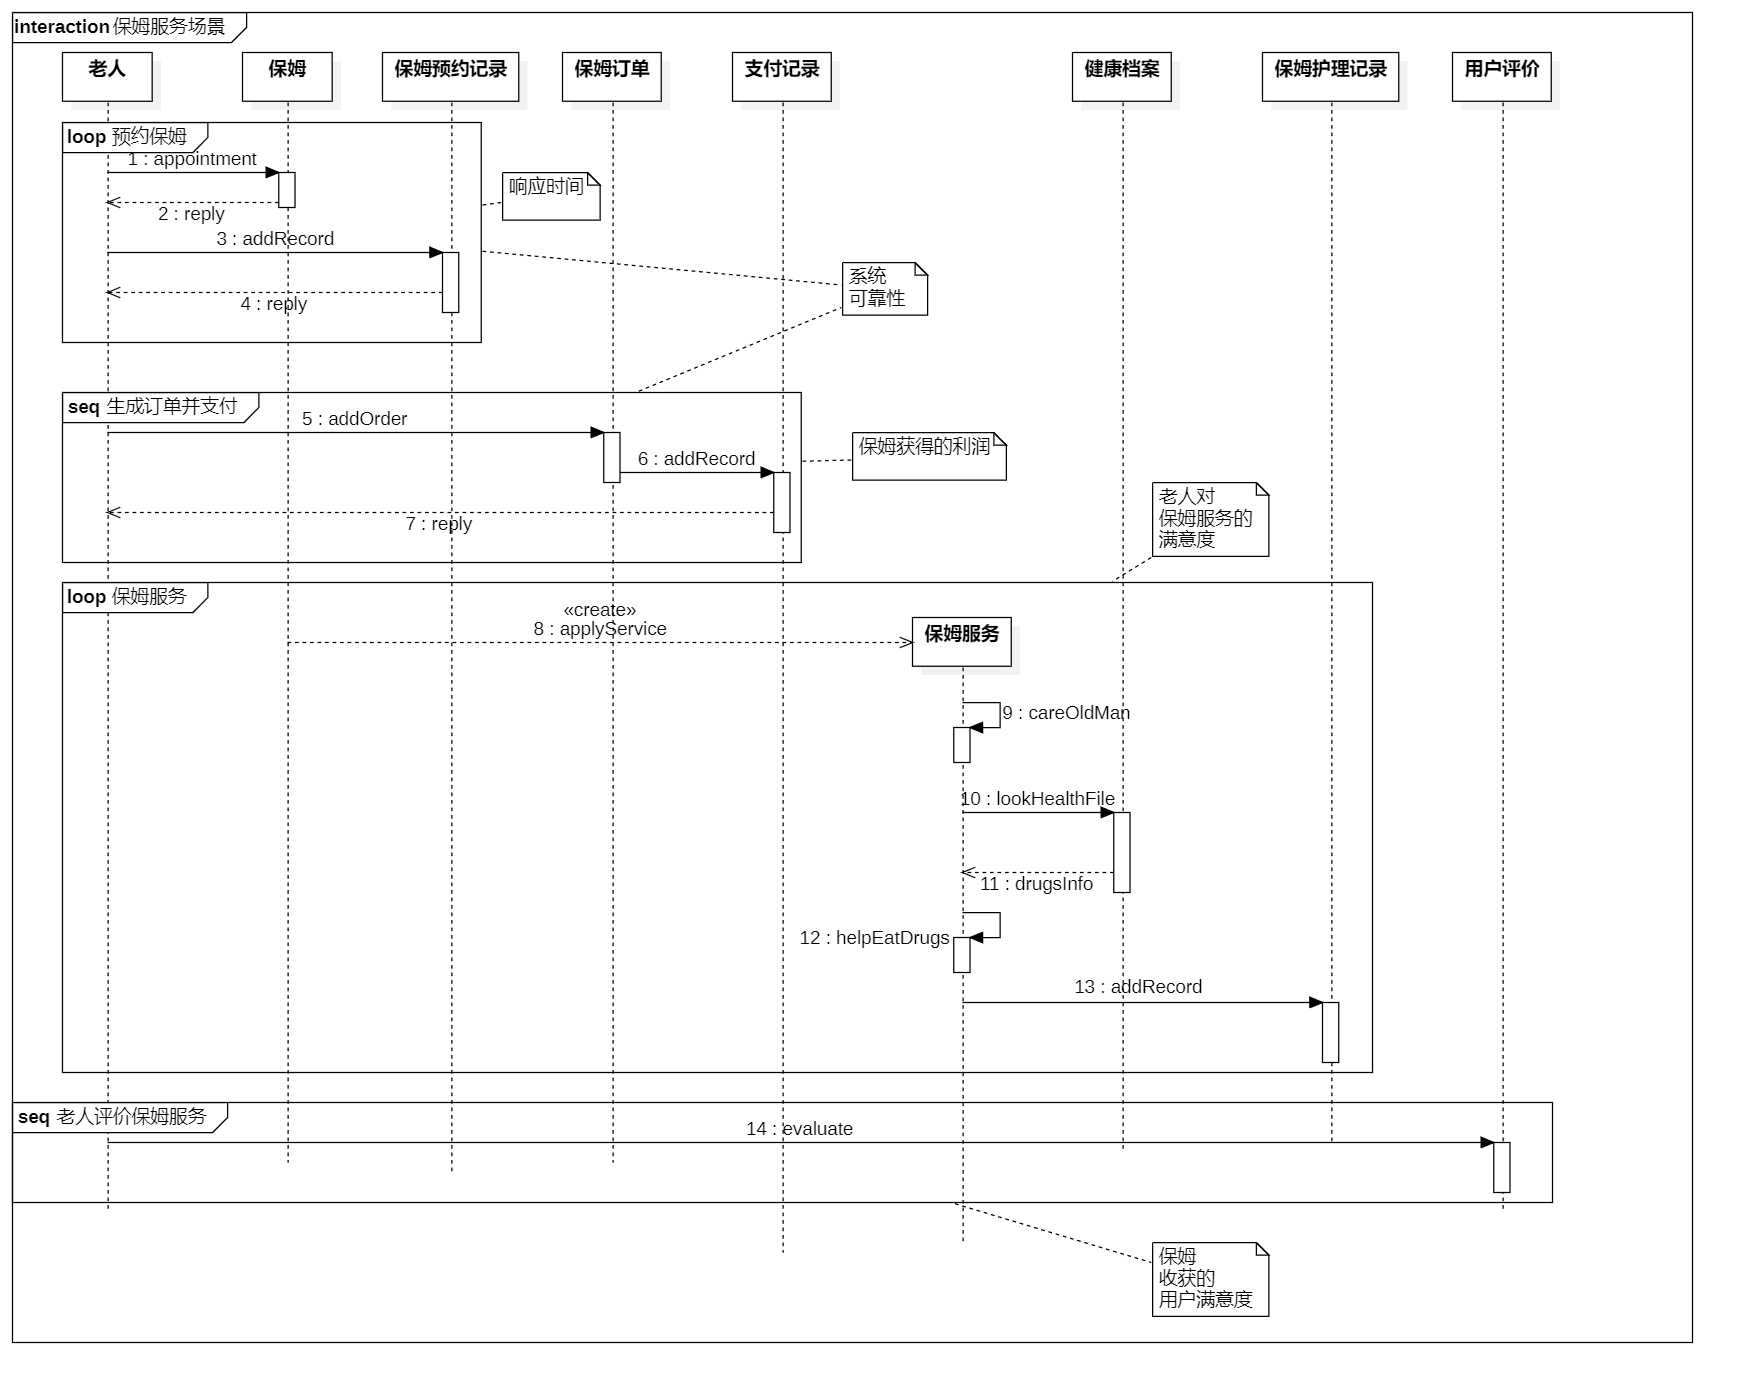 interaction 保姆服务场景
老人
保姆
保姆预约记录
保姆订单
支付记录
健康档案
保姆护理记录
用户评价
loop 预约保姆
1 : appointment
2 : reply
响应时间
3 : addRecord
4 : reply
系统
可靠性
seq 生成订单并支付
5 : addOrder
6 : addRecord
保姆获得的利润
7 : reply
老人对
保姆服务的
满意度
loop 保姆服务
«create»
8 : applyService
保姆服务
9 : careOldMan
10 : lookHealthFile
11 : drugsInfo
12 : helpEatDrugs
13 : addRecord
seq 老人评价保姆服务
14 : evaluate
保姆
收获的
用户满意度